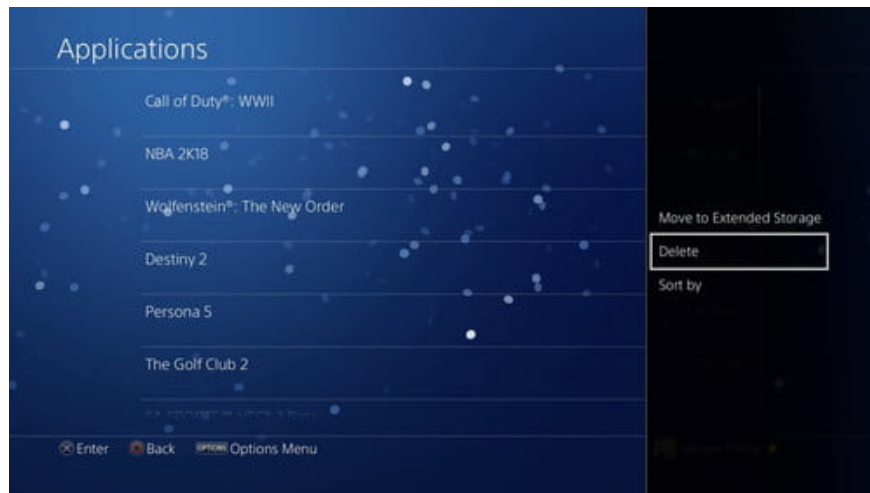 Applications
Call of Duty®: WWII
NBA 2K18
Wolfenstein®: The New Order
Destiny 2
Persona 5
The Golf Club 2
Move to Extended Storage
Delete
Sort by
Enter Back OPTIONS Options Menu